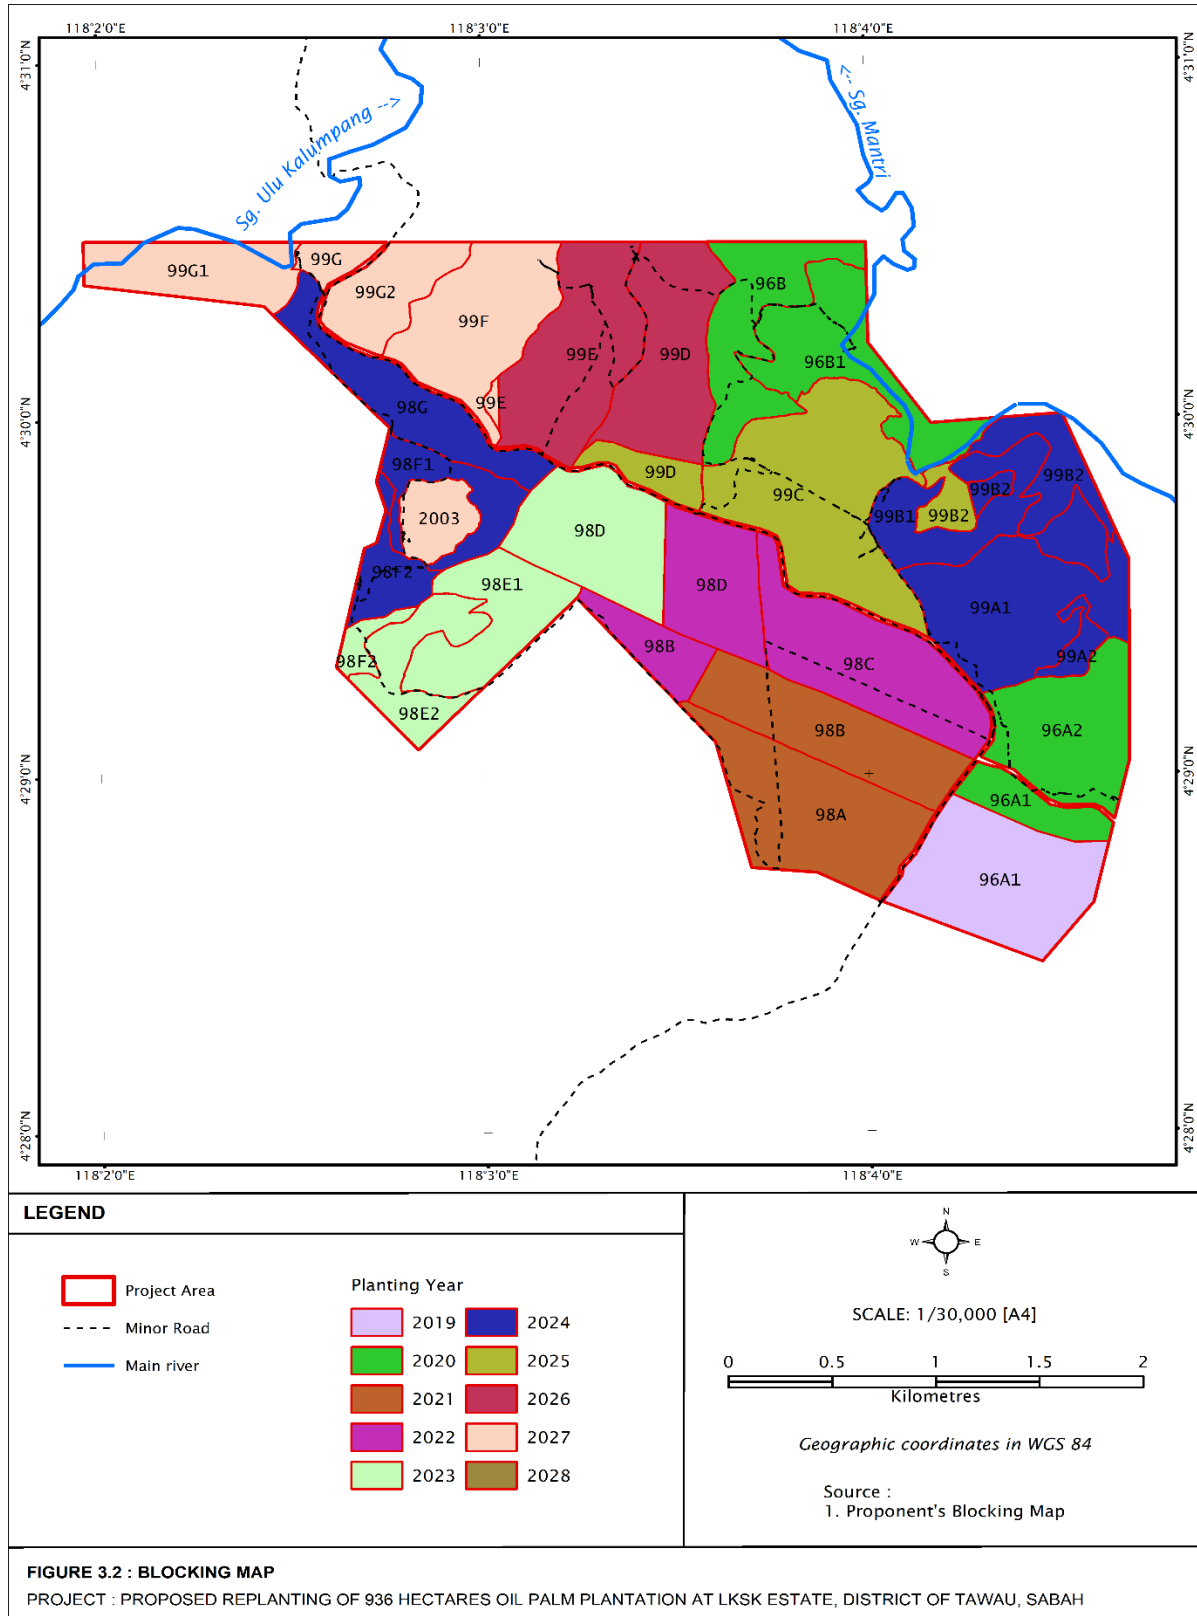 118°2'0"E 118°3'0"E 118°4'0"E
4°31'0"N 4°31'0"N
Sg. Ulu Kalumpang -->
<-- Sg. Mantri
99G1 99G 99G2 99F 96B
99E 99D 96B1
99E
4°30'0"N 4°30'0"N
98G
98F1 99D 99C 99B2 99B2
2003 98D 99B1 99B2
98F2 98E1 98D 99A1
98F2 98B 98C 99A2
98E2 98B 96A2
4°29'0"N 4°29'0"N
98A 96A1
96A1
4°28'0"N 4°28'0"N
118°2'0"E 118°3'0"E 118°4'0"E
LEGEND
Project Area
Minor Road
Main river
Planting Year
2019 2024
2020 2025
2021 2026
2022 2027
2023 2028
N
W E
S
SCALE: 1/30,000 [A4]
0 0.5 1 1.5 2
Kilometres
Geographic coordinates in WGS 84
Source :
1. Proponent's Blocking Map
FIGURE 3.2 : BLOCKING MAP
PROJECT : PROPOSED REPLANTING OF 936 HECTARES OIL PALM PLANTATION AT LKSK ESTATE, DISTRICT OF TAWAU, SABAH